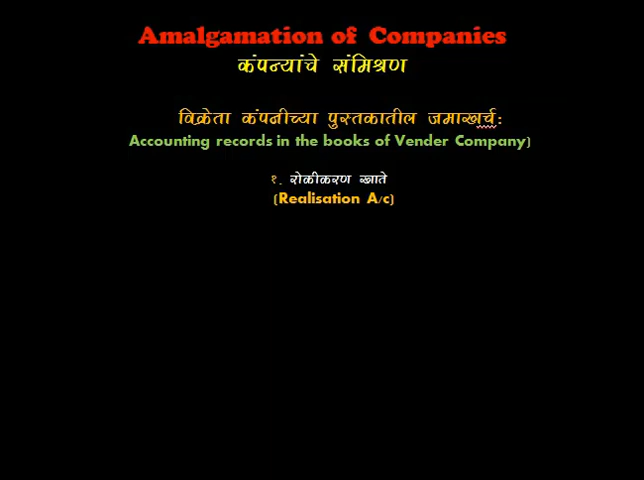 Amalgamation of Companies
कंपन्यांचे संमिश्रण
विक्रेता कंपनीच्या पुस्तकातील जमाखर्च:
Accounting records in the books of Vender Company)
१. रोकीकरण खाते
(Realisation A/c)